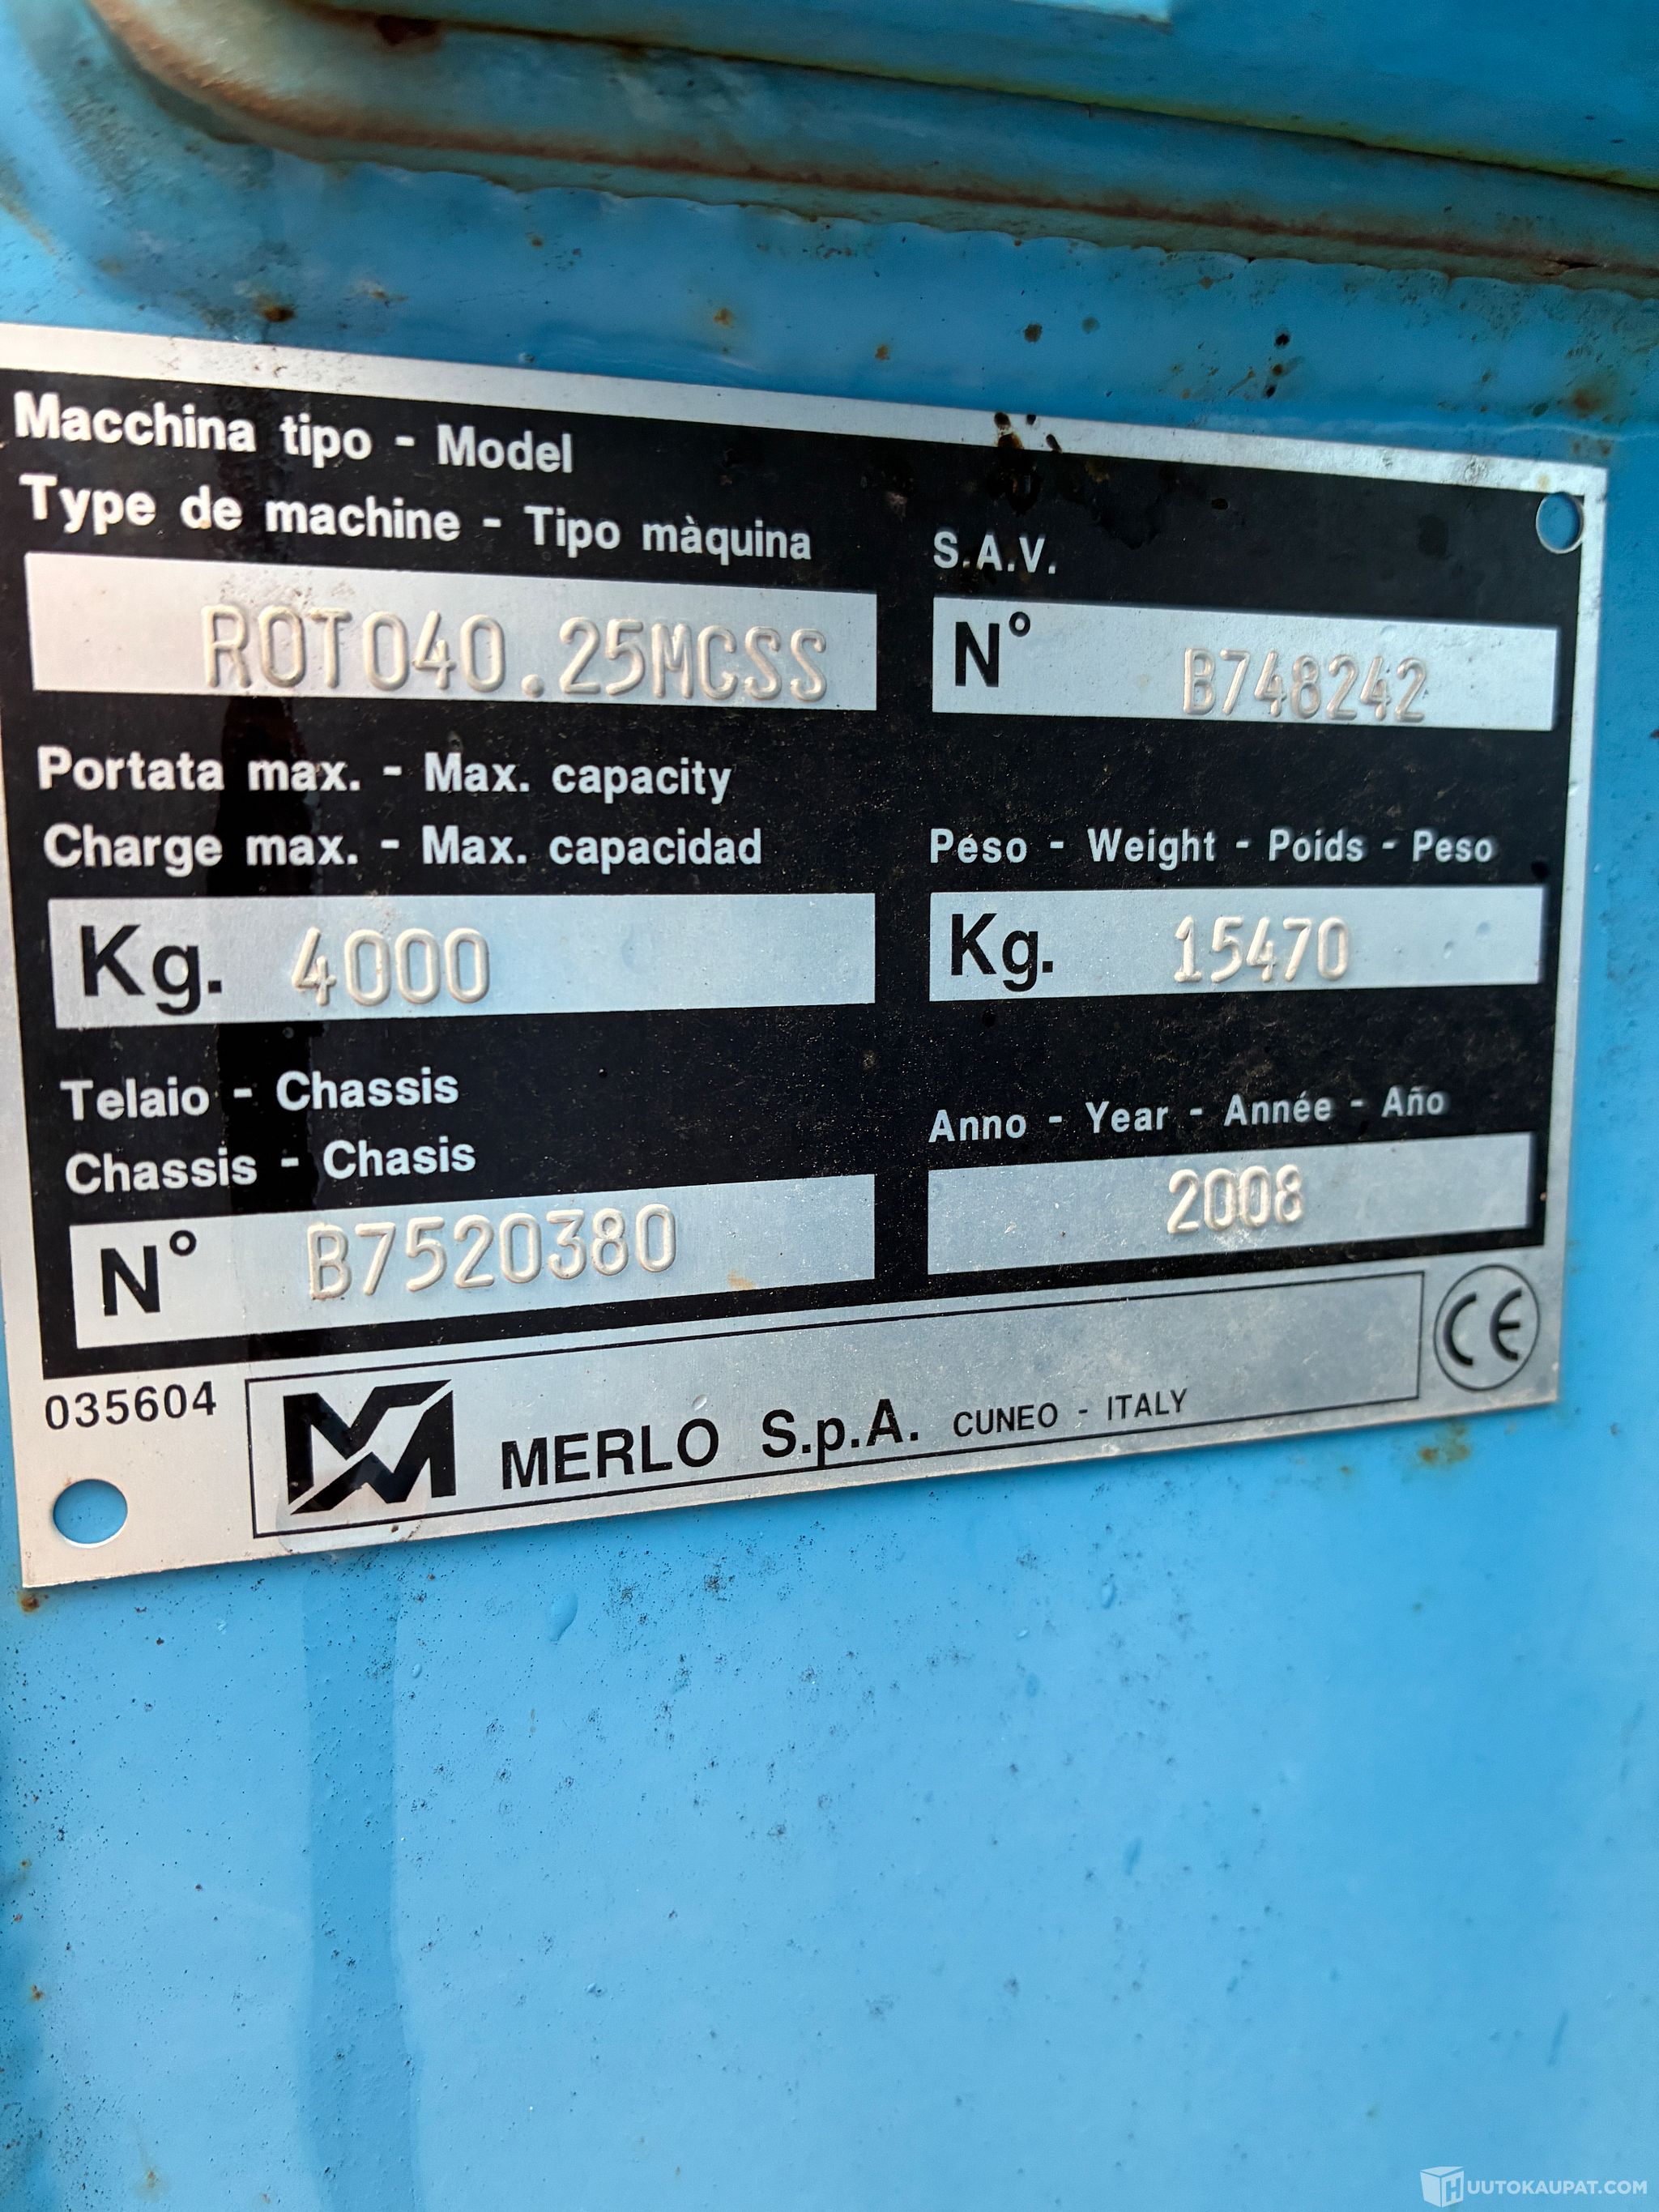 Macchina tipo - Model
Type de machine - Tipo màquina
ROTO40.25MCSS
S.A.V.
N° B748242
Portata max. - Max. capacity
Charge max. - Max. capacidad
Kg. 4000
Peso - Weight - Poids - Peso
Kg. 15470
Telaio - Chassis
Chassis - Chasis
N° B7520380
Anno - Year - Année - Año
2008
035604
MERLO S.p.A. CUNEO - ITALY
CE
HUUTOKAUPAT.COM